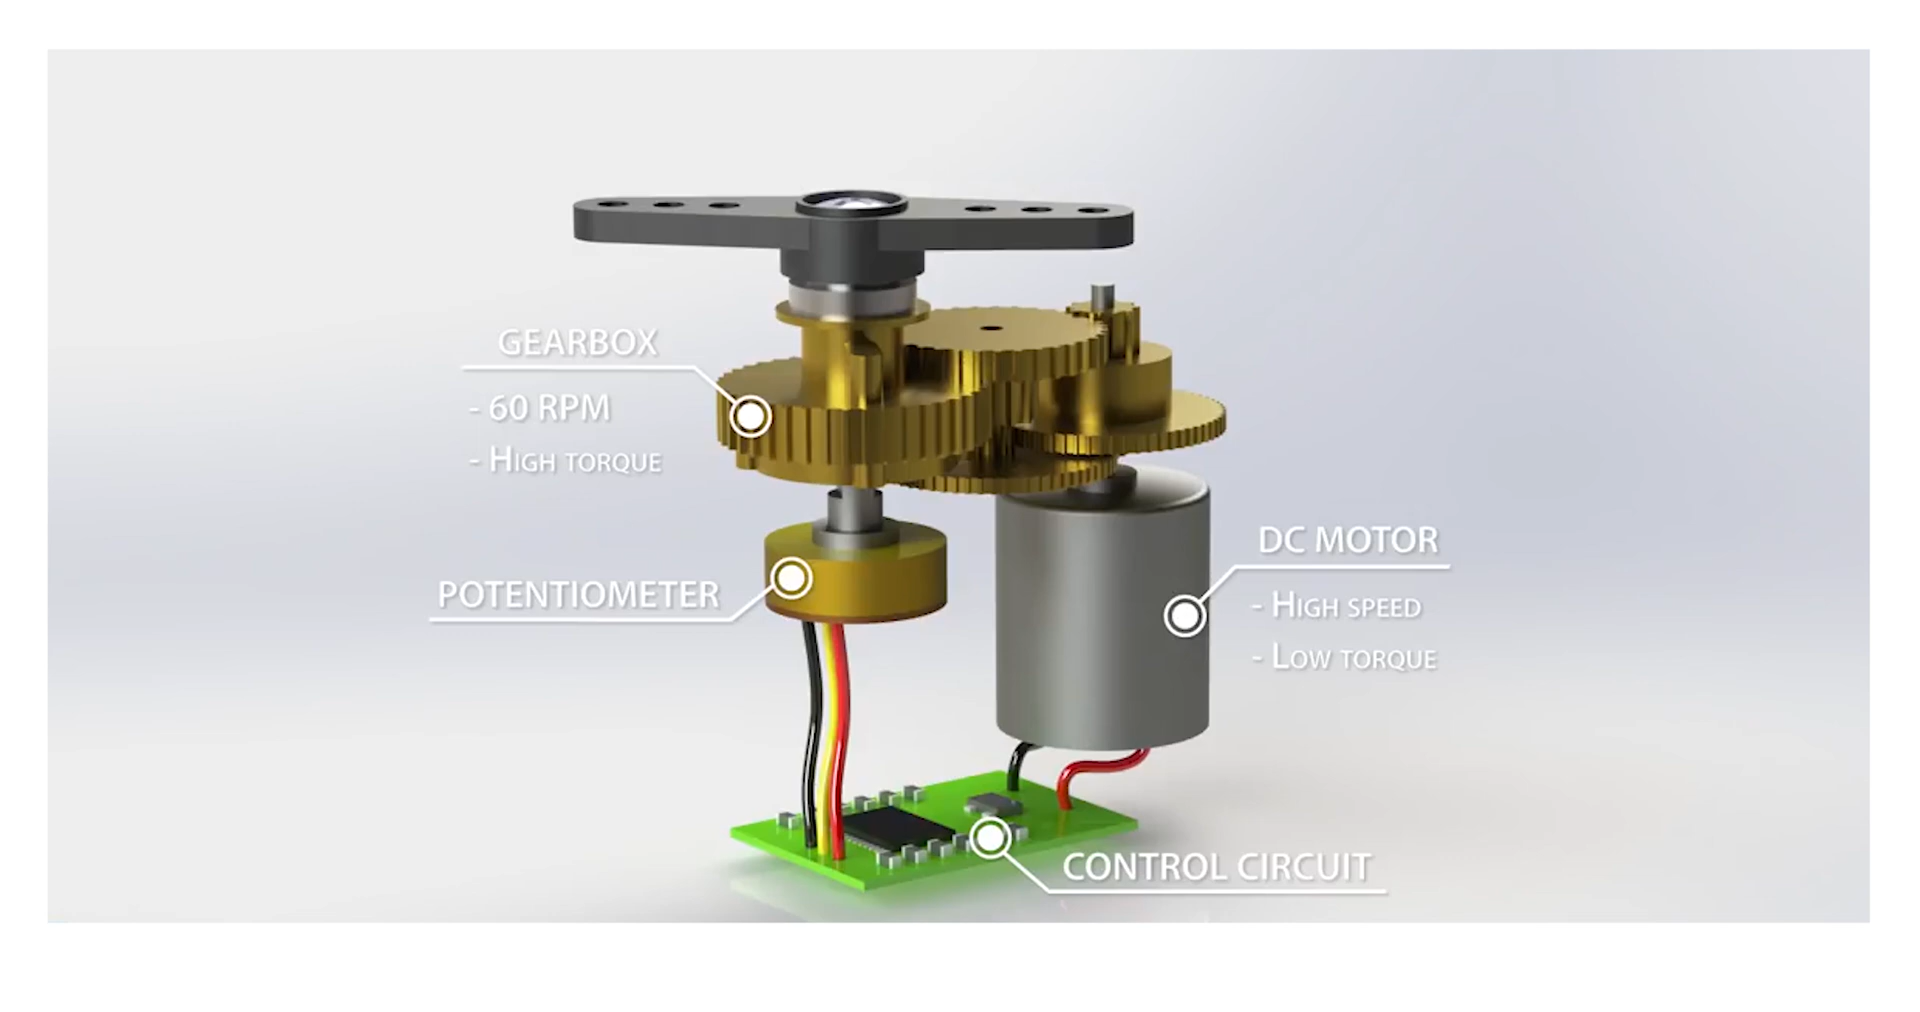 GEARBOX
- 60 RPM
- HIGH TORQUE
POTENTIOMETER
DC MOTOR
- HIGH SPEED
- LOW TORQUE
CONTROL CIRCUIT